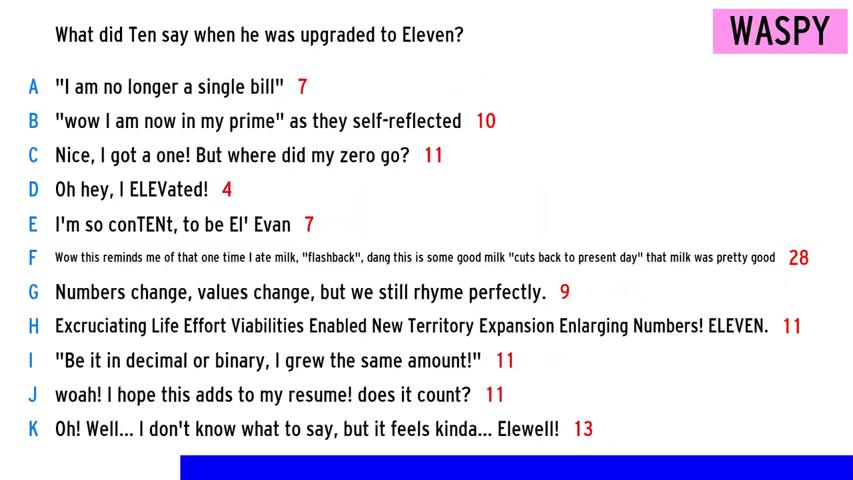 What did Ten say when he was upgraded to Eleven?
WASPY
A "I am no longer a single bill" 7
B "wow I am now in my prime" as they self-reflected 10
C Nice, I got a one! But where did my zero go? 11
D Oh hey, I ELEVated! 4
E I'm so conTENt, to be El' Evan 7
F Wow this reminds me of that one time I ate milk, "flashback", dang this is some good milk "cuts back to present day" that milk was pretty good 28
G Numbers change, values change, but we still rhyme perfectly. 9
H Excruciating Life Effort Viabilities Enabled New Territory Expansion Enlarging Numbers! ELEVEN. 11
I "Be it in decimal or binary, I grew the same amount!" 11
J woah! I hope this adds to my resume! does it count? 11
K Oh! Well... I don't know what to say, but it feels kinda... Elewell! 13